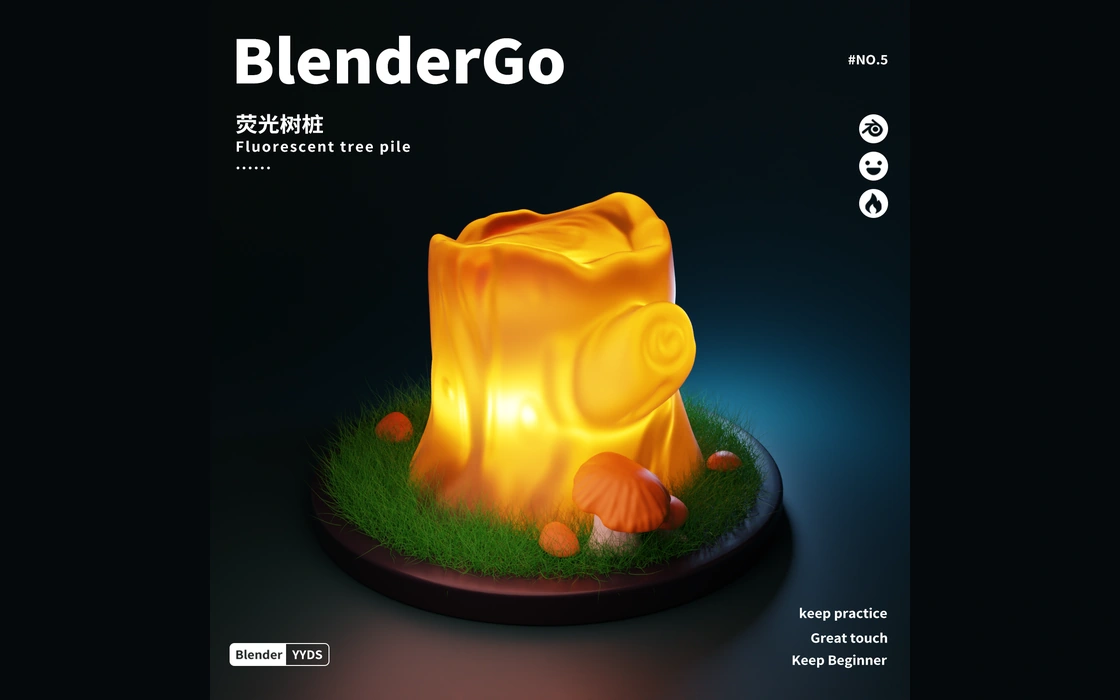 BlenderGo
#NO.5
荧光树桩
Fluorescent tree pile
......
keep practice
Great touch
Keep Beginner
Blender YYDS